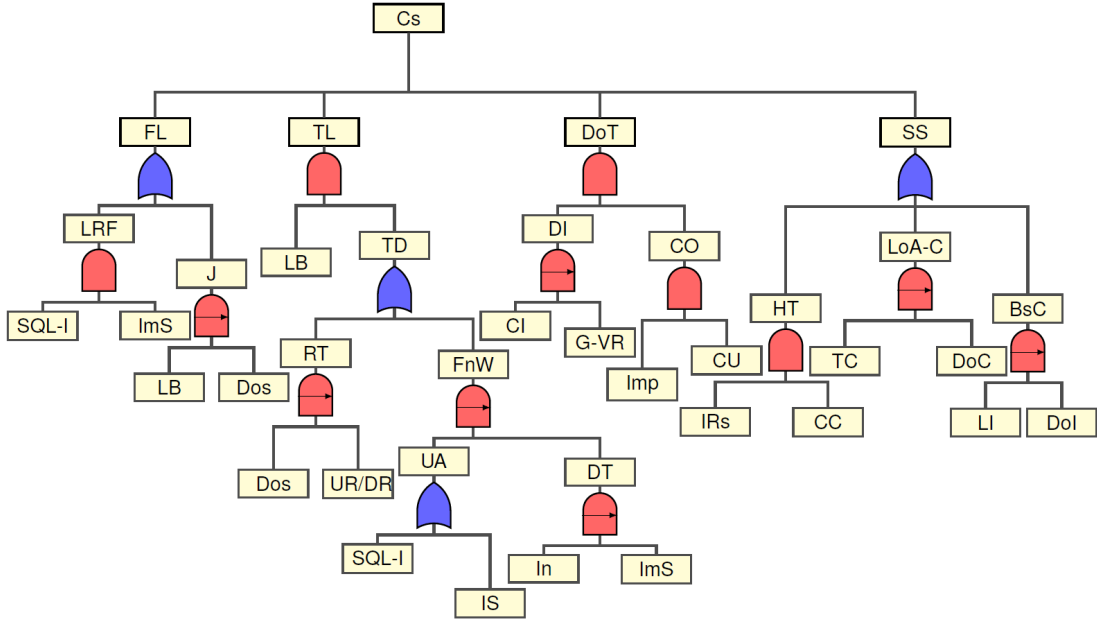 Cs
FL
TL
DoT
SS
LRF
DI
TD
CO
LoA-C
LB
J
HT
BsC
SQL-I
ImS
CI
G-VR
RT
FnW
CU
TC
DoC
Imp
LB
Dos
IRs
CC
LI
DoI
UA
DT
Dos
UR/DR
SQL-I
In
ImS
IS